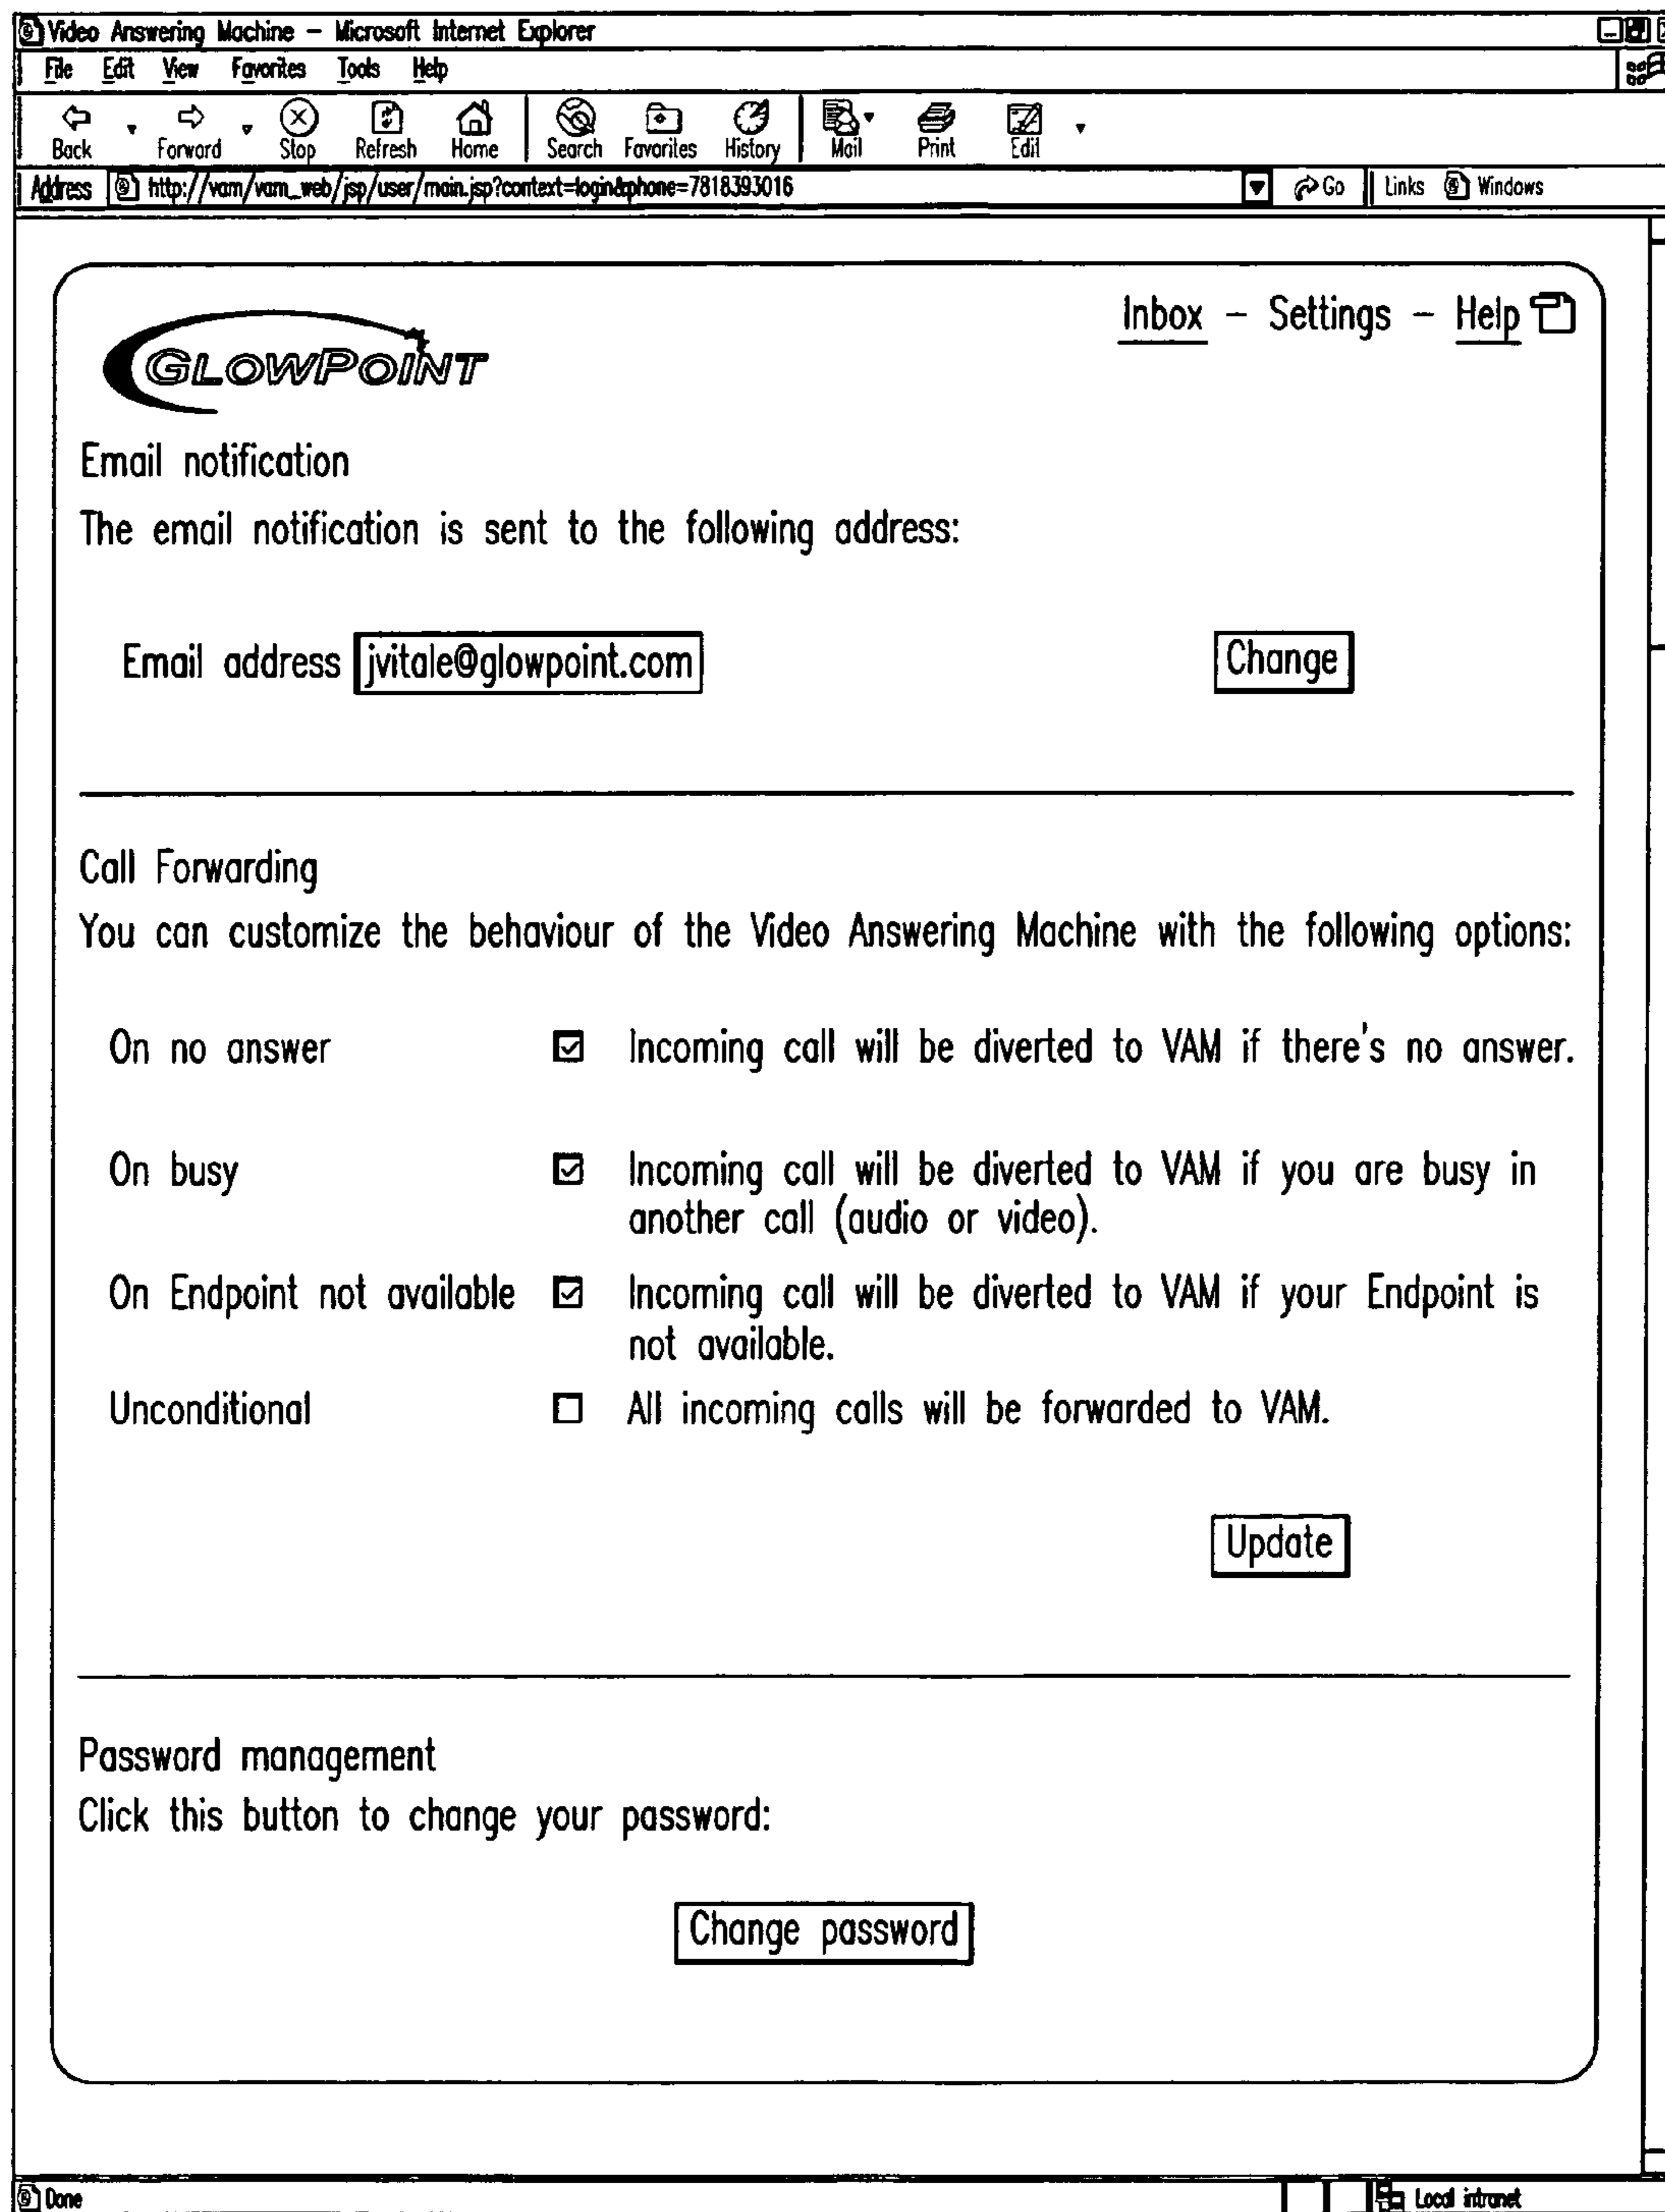 Video Answering Machine – Microsoft Internet Explorer
File Edit View Favorites Tools Help
Back Forward Stop Refresh Home Search Favorites History Mail Print Edit
Address http://vam/vam_web/jsp/user/main.jsp?context=login&phone=7818393016 Go Links Windows
Inbox – Settings – Help
GLOWPOINT
Email notification
The email notification is sent to the following address:
Email address jvitale@glowpoint.com Change
Call Forwarding
You can customize the behaviour of the Video Answering Machine with the following options:
On no answer Incoming call will be diverted to VAM if there's no answer.
On busy Incoming call will be diverted to VAM if you are busy in
another call (audio or video).
On Endpoint not available Incoming call will be diverted to VAM if your Endpoint is
not available.
Unconditional All incoming calls will be forwarded to VAM.
Update
Password management
Click this button to change your password:
Change password
Done Local intranet